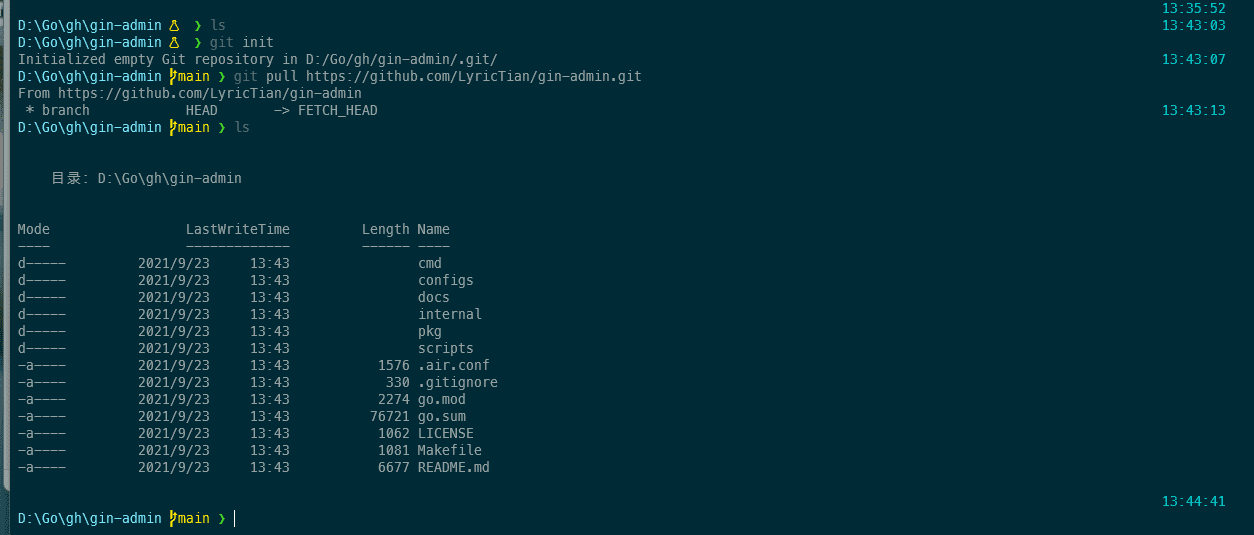 13:35:52
D:\Go\gh\gin-admin ❯ ls 13:43:03
D:\Go\gh\gin-admin ❯ git init
Initialized empty Git repository in D:/Go/gh/gin-admin/.git/ 13:43:07
D:\Go\gh\gin-admin main ❯ git pull https://github.com/LyricTian/gin-admin.git
From https://github.com/LyricTian/gin-admin
* branch HEAD -> FETCH_HEAD 13:43:13
D:\Go\gh\gin-admin main ❯ ls
目录: D:\Go\gh\gin-admin
Mode LastWriteTime Length Name
---- ------------- ------ ----
d----- 2021/9/23 13:43 cmd
d----- 2021/9/23 13:43 configs
d----- 2021/9/23 13:43 docs
d----- 2021/9/23 13:43 internal
d----- 2021/9/23 13:43 pkg
d----- 2021/9/23 13:43 scripts
-a---- 2021/9/23 13:43 1576 .air.conf
-a---- 2021/9/23 13:43 330 .gitignore
-a---- 2021/9/23 13:43 2274 go.mod
-a---- 2021/9/23 13:43 76721 go.sum
-a---- 2021/9/23 13:43 1062 LICENSE
-a---- 2021/9/23 13:43 1081 Makefile
-a---- 2021/9/23 13:43 6677 README.md
13:44:41
D:\Go\gh\gin-admin main ❯